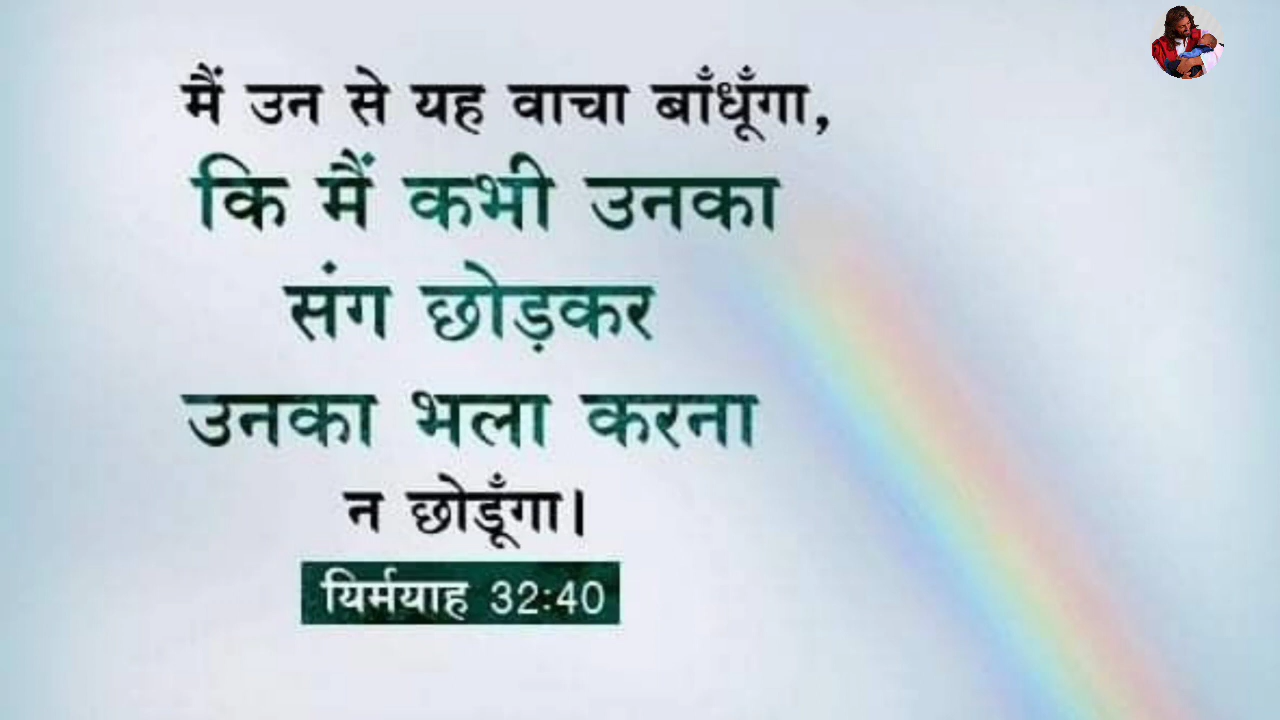 मैं उन से यह वाचा बाँधूँगा,
कि मैं कभी उनका
संग छोड़कर
उनका भला करना
न छोडूँगा।
यिर्मयाह 32:40